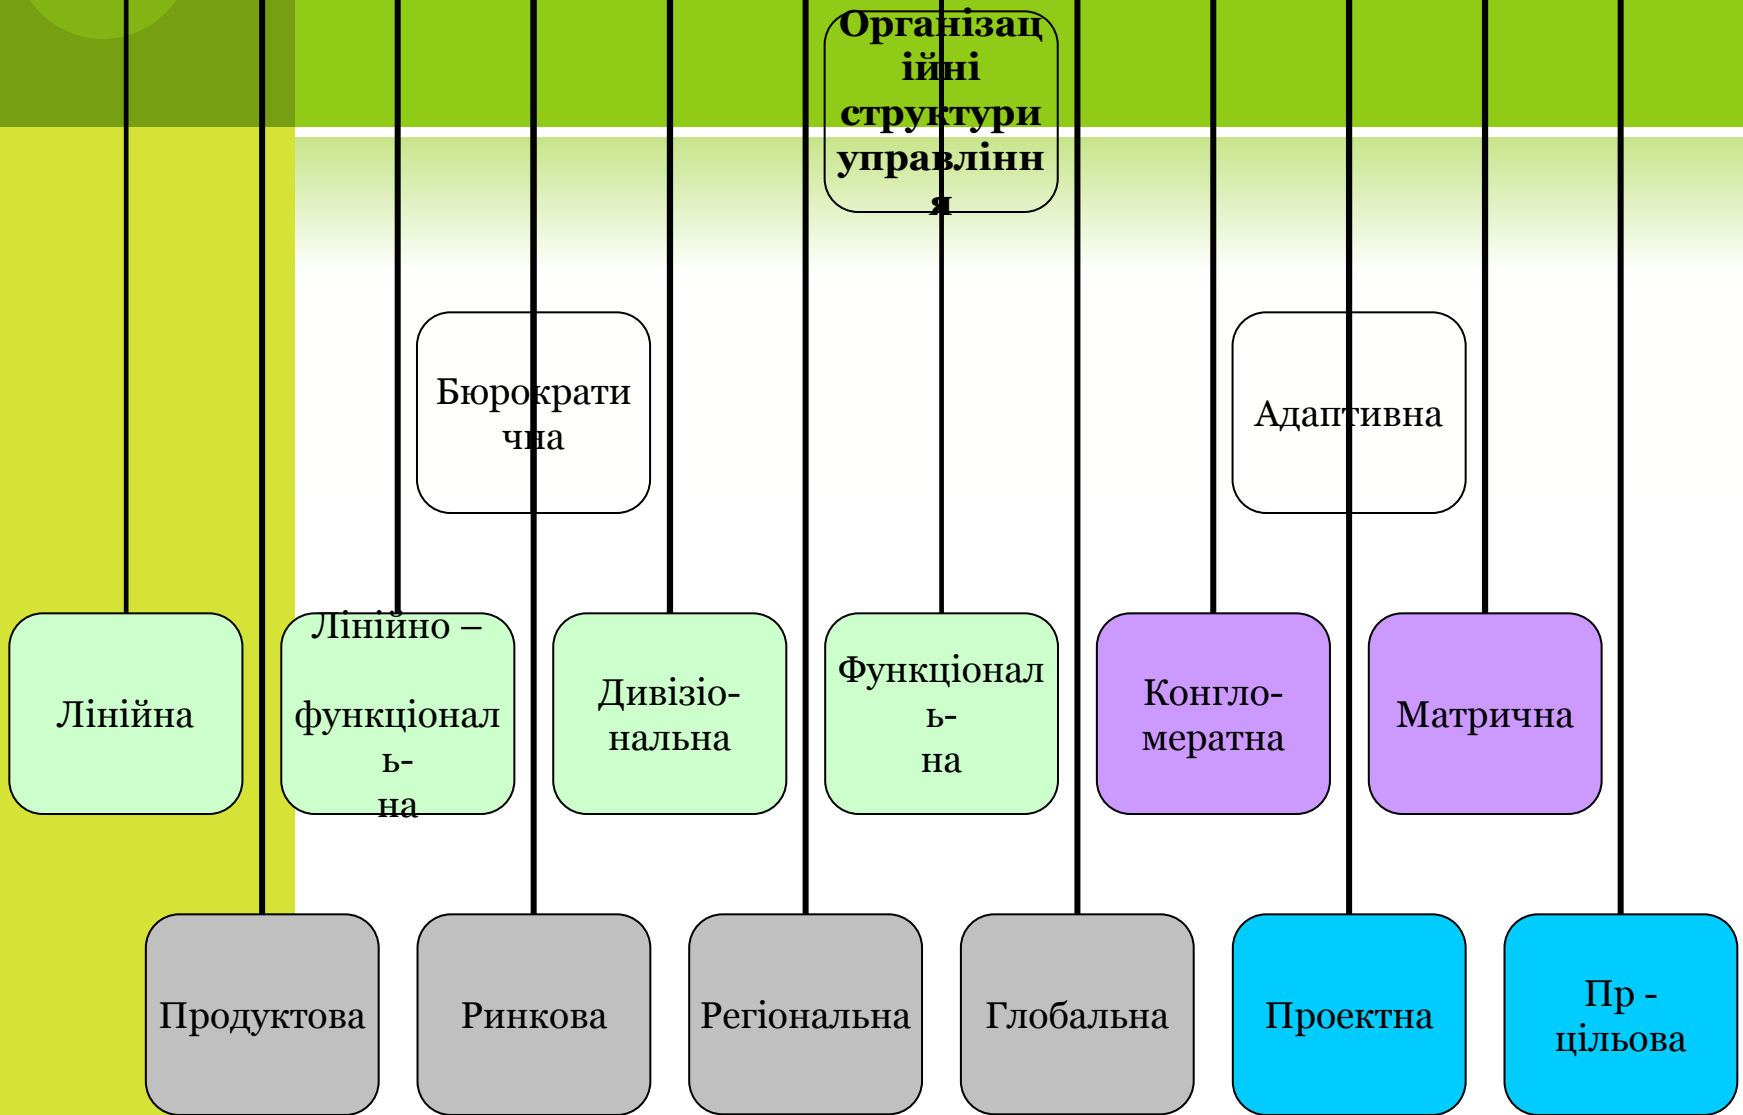 Організац
ійні
структури
управлінн
я
Бюрократи
чна
Адаптивна
Лінійна
Лінійно –
функціонал
ь-
на
Дивізіо-
нальна
Функціонал
ь-
на
Конгло-
мератна
Матрична
Продуктова
Ринкова
Регіональна
Глобальна
Проектна
Пр -
цільова